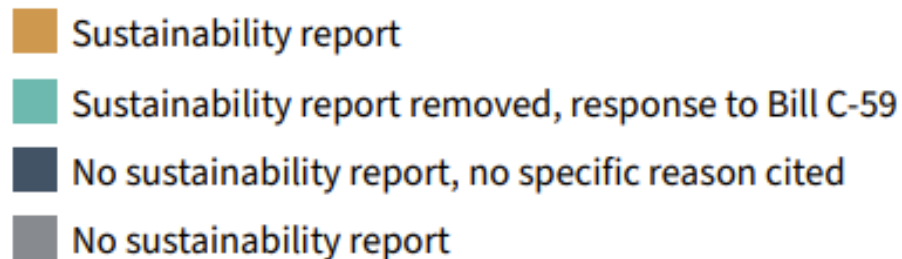 Sustainability report
Sustainability report removed, response to Bill C-59
No sustainability report, no specific reason cited
No sustainability report